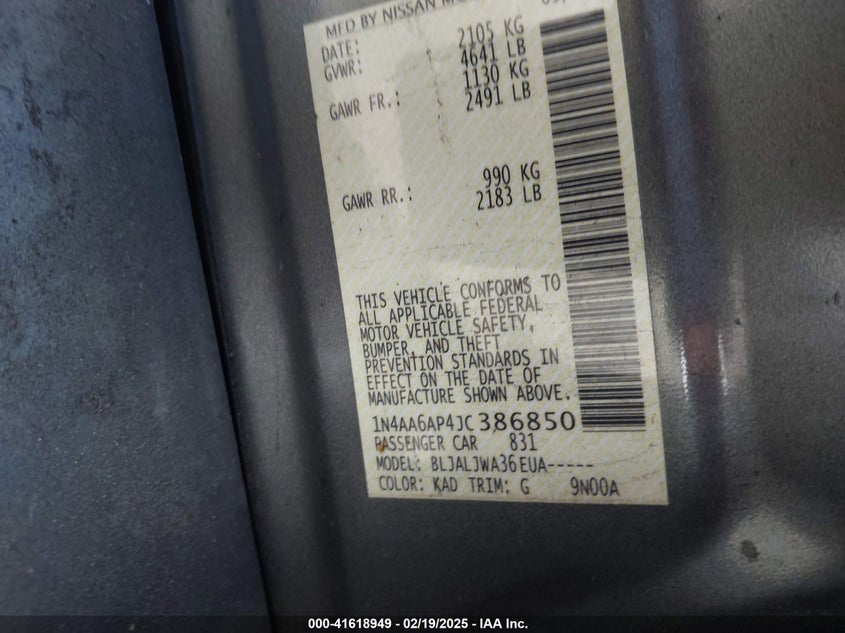 MFD BY NISSAN
DATE:
GVWR: 2105 KG
4641 LB
GAWR FR.: 1130 KG
2491 LB
GAWR RR.: 990 KG
2183 LB
THIS VEHICLE CONFORMS TO
ALL APPLICABLE FEDERAL
MOTOR VEHICLE SAFETY,
BUMPER, AND THEFT
PREVENTION STANDARDS IN
EFFECT ON THE DATE OF
MANUFACTURE SHOWN ABOVE.
1N4AA6AP4JC386850
PASSENGER CAR 831
MODEL: BLJALJWA36EUA-----
COLOR: KAD TRIM: G 9N00A
000-41618949 - 02/19/2025 - IAA Inc.